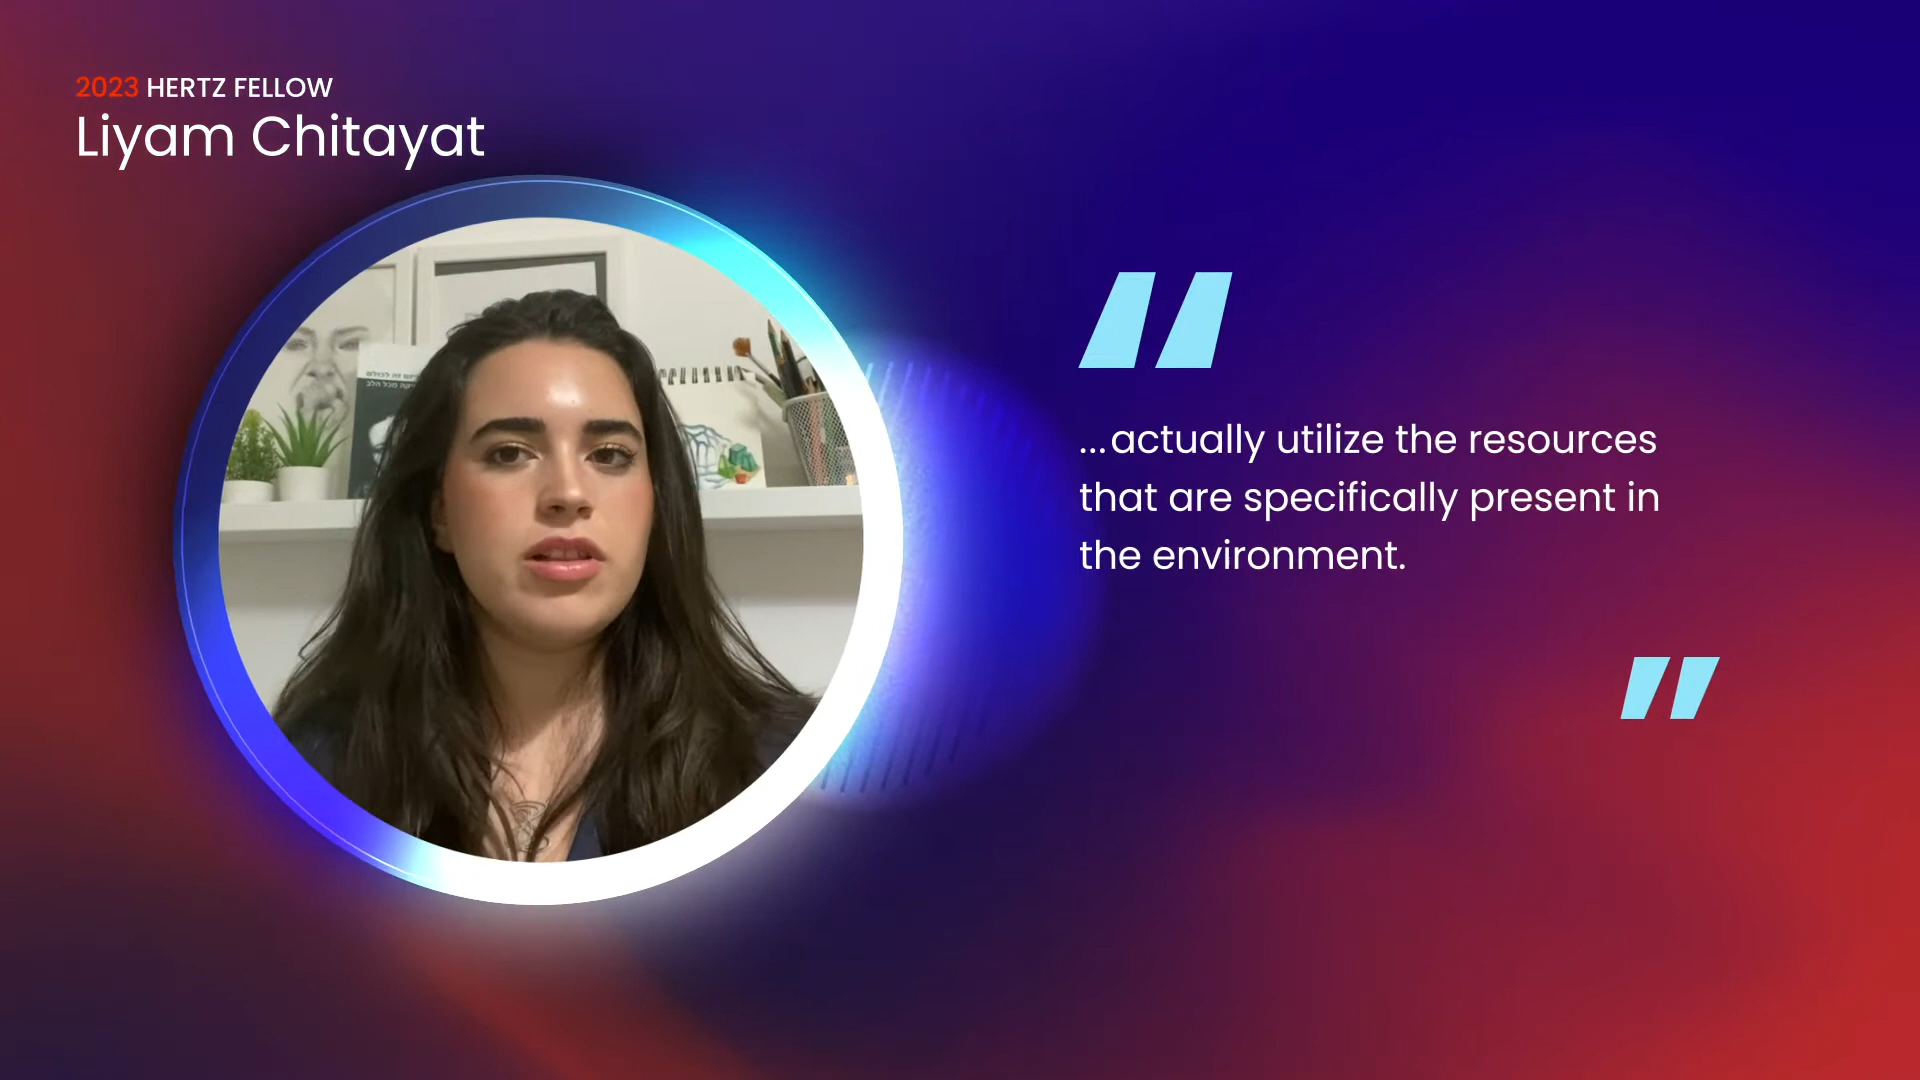 2023 HERTZ FELLOW
Liyam Chitayat
“
...actually utilize the resources
that are specifically present in
the environment.
”